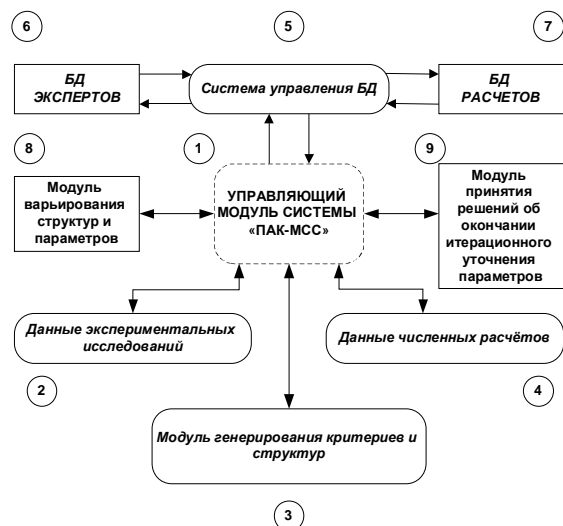 6
5
7
БД
ЭКСПЕРТОВ
Система управления БД
БД
РАСЧЕТОВ
8
1
9
Модуль
варьирования
структур и
параметров
УПРАВЛЯЮЩИЙ
МОДУЛЬ СИСТЕМЫ
«ПАК-МСС»
Модуль
принятия
решений об
окончании
итерационного
уточнения
параметров
Данные экспериментальных
исследований
Данные численных расчётов
2
4
Модуль генерирования критериев и
структур
3